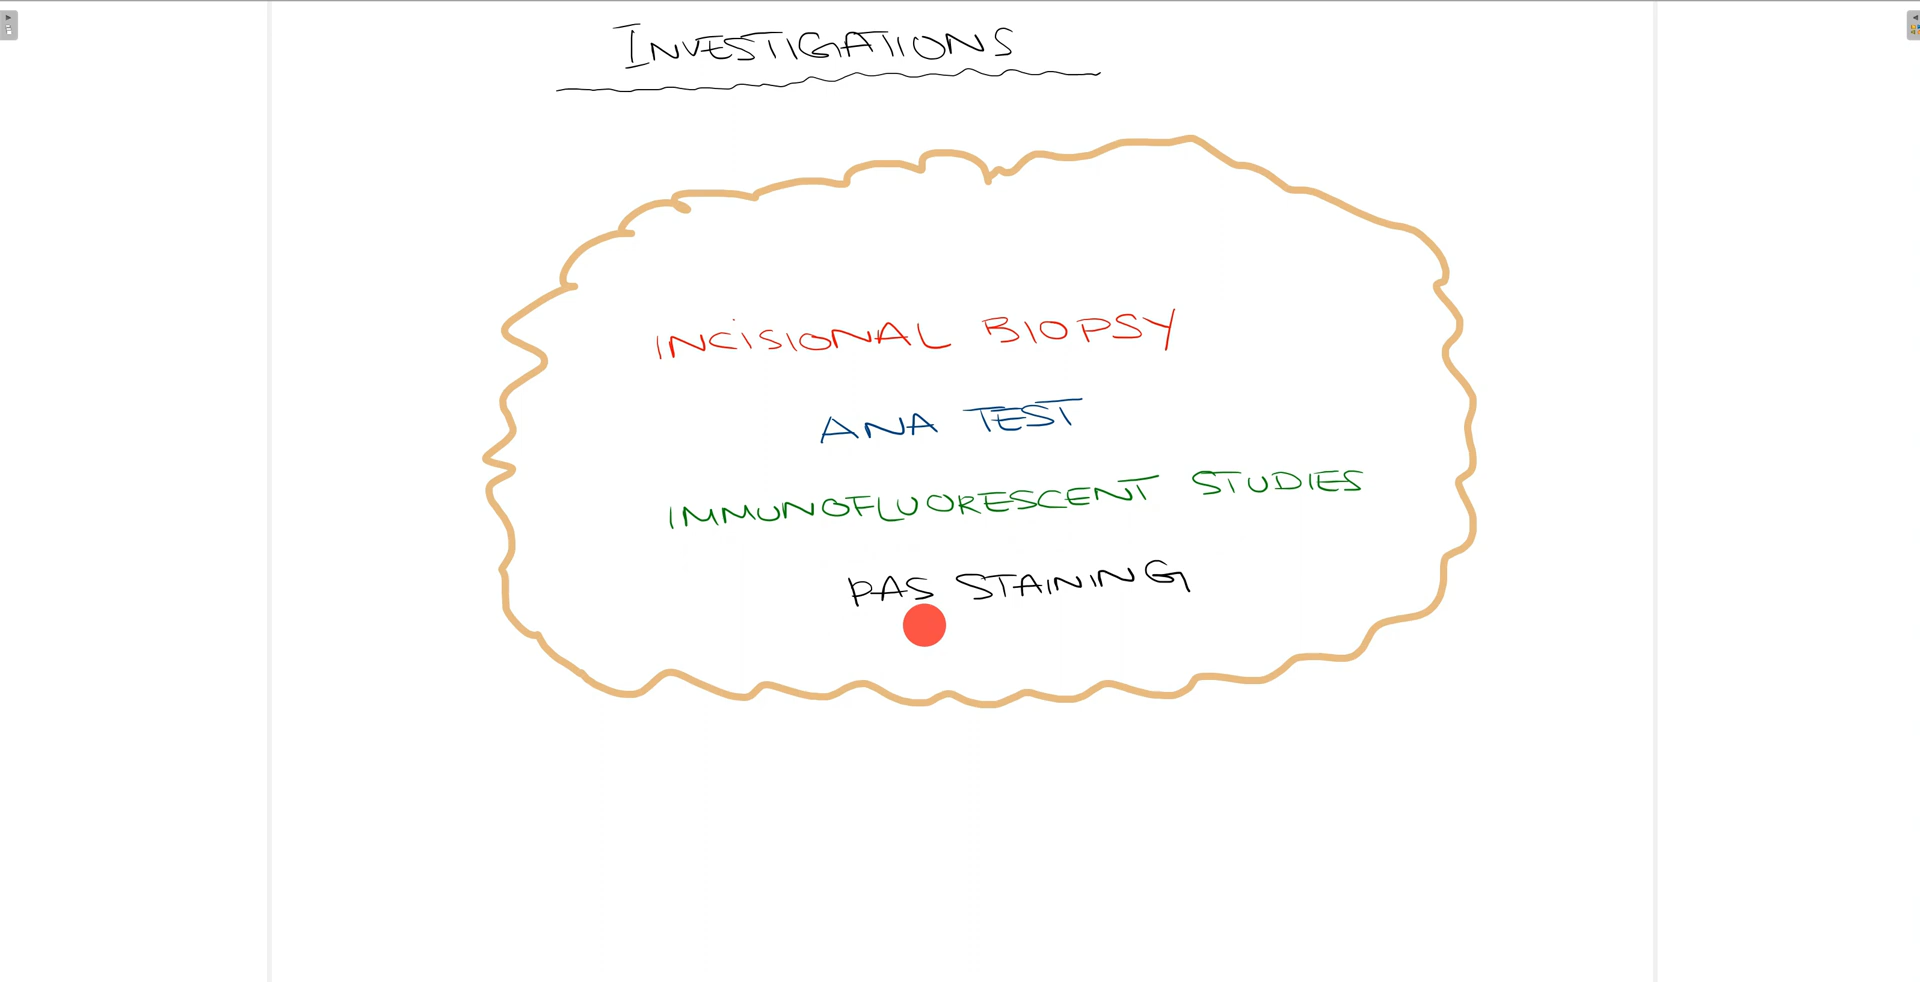 INVESTIGATIONS
INCISIONAL BIOPSY
ANA TEST
IMMUNOFLUORESCENT STUDIES
PAS STAINING